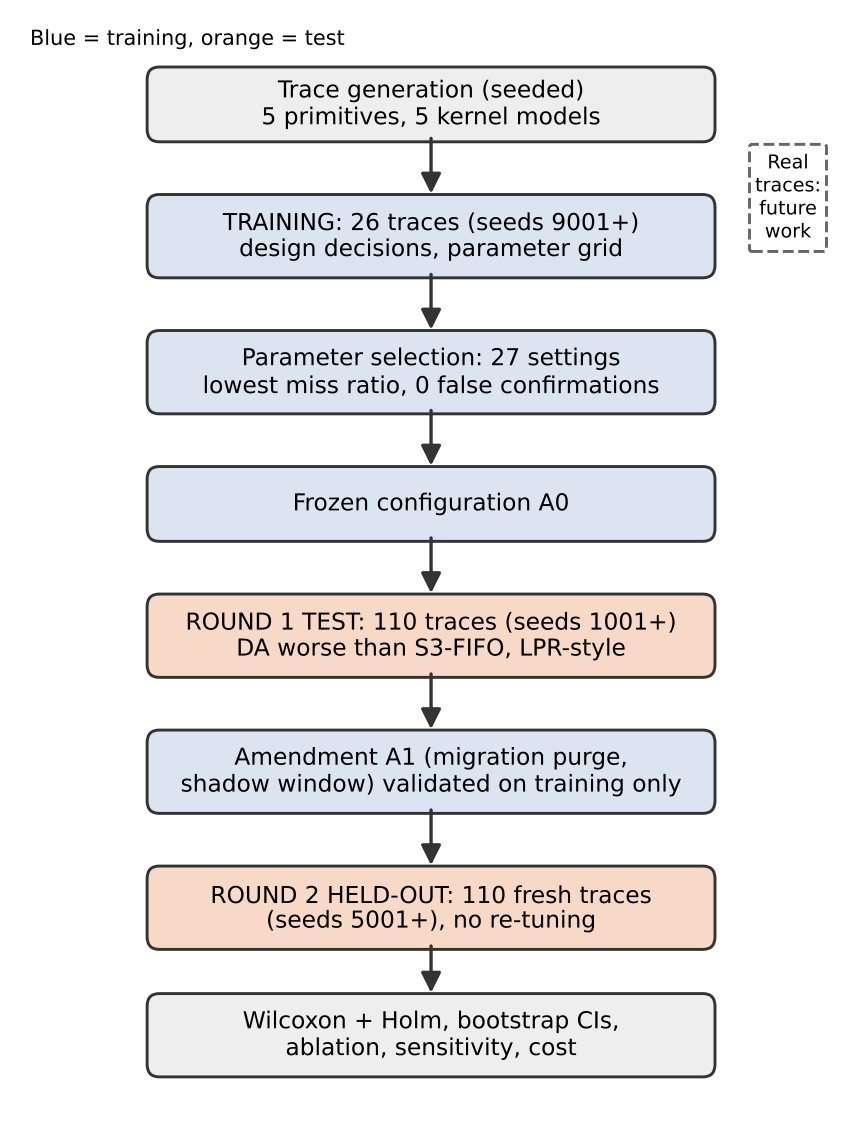 Blue = training, orange = test
Trace generation (seeded)
5 primitives, 5 kernel models
Real
traces:
future
work
TRAINING: 26 traces (seeds 9001+)
design decisions, parameter grid
Parameter selection: 27 settings
lowest miss ratio, 0 false confirmations
Frozen configuration A0
ROUND 1 TEST: 110 traces (seeds 1001+)
DA worse than S3-FIFO, LPR-style
Amendment A1 (migration purge,
shadow window) validated on training only
ROUND 2 HELD-OUT: 110 fresh traces
(seeds 5001+), no re-tuning
Wilcoxon + Holm, bootstrap CIs,
ablation, sensitivity, cost